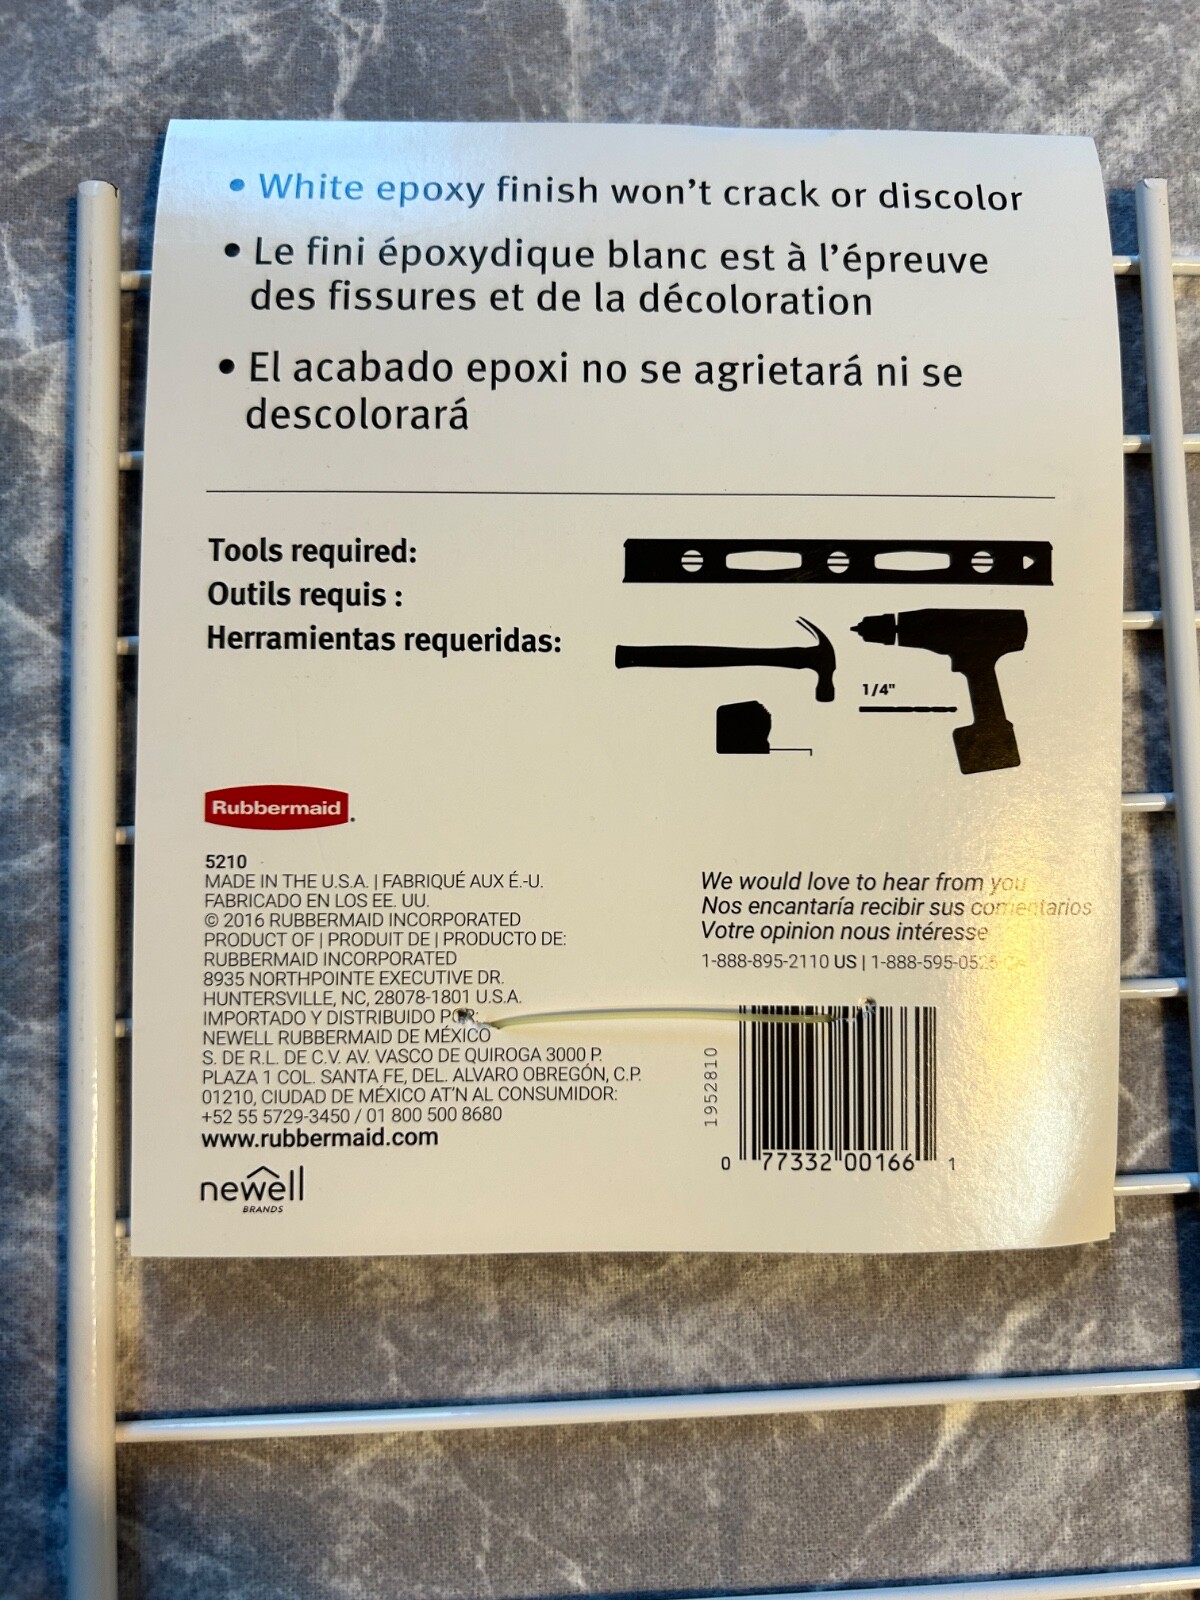 • White epoxy finish won't crack or discolor
• Le fini époxydique blanc est à l'épreuve
des fissures et de la décoloration
• El acabado epoxi no se agrietará ni se
descolorará
Tools required:
Outils requis :
Herramientas requeridas:
1/4"
Rubbermaid
5210
MADE IN THE U.S.A. | FABRIQUÉ AUX É.-U.
FABRICADO EN LOS EE. UU.
© 2016 RUBBERMAID INCORPORATED
PRODUCT OF | PRODUIT DE | PRODUCTO DE:
RUBBERMAID INCORPORATED
8935 NORTHPOINTE EXECUTIVE DR.
HUNTERSVILLE, NC, 28078-1801 U.S.A.
IMPORTADO Y DISTRIBUIDO POR:
NEWELL RUBBERMAID DE MÉXICO
S. DE R.L. DE C.V. AV. VASCO DE QUIROGA 3000 P.
PLAZA 1 COL. SANTA FE, DEL. ALVARO OBREGÓN, C.P.
01210, CIUDAD DE MÉXICO AT'N AL CONSUMIDOR:
+52 55 5729-3450 / 01 800 500 8680
www.rubbermaid.com
newell
BRANDS
We would love to hear from you
Nos encantaría recibir sus comentarios
Votre opinion nous intéresse
1-888-895-2110 US |
1952810
0 77332 00166 1